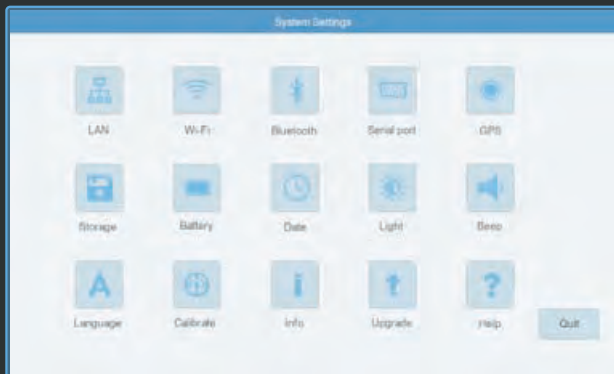 System Settings
LAN Wi-Fi Bluetooth Serial port GPS
Storage Battery Date Light Beep
Language Calibrate Info Upgrade Help Quit